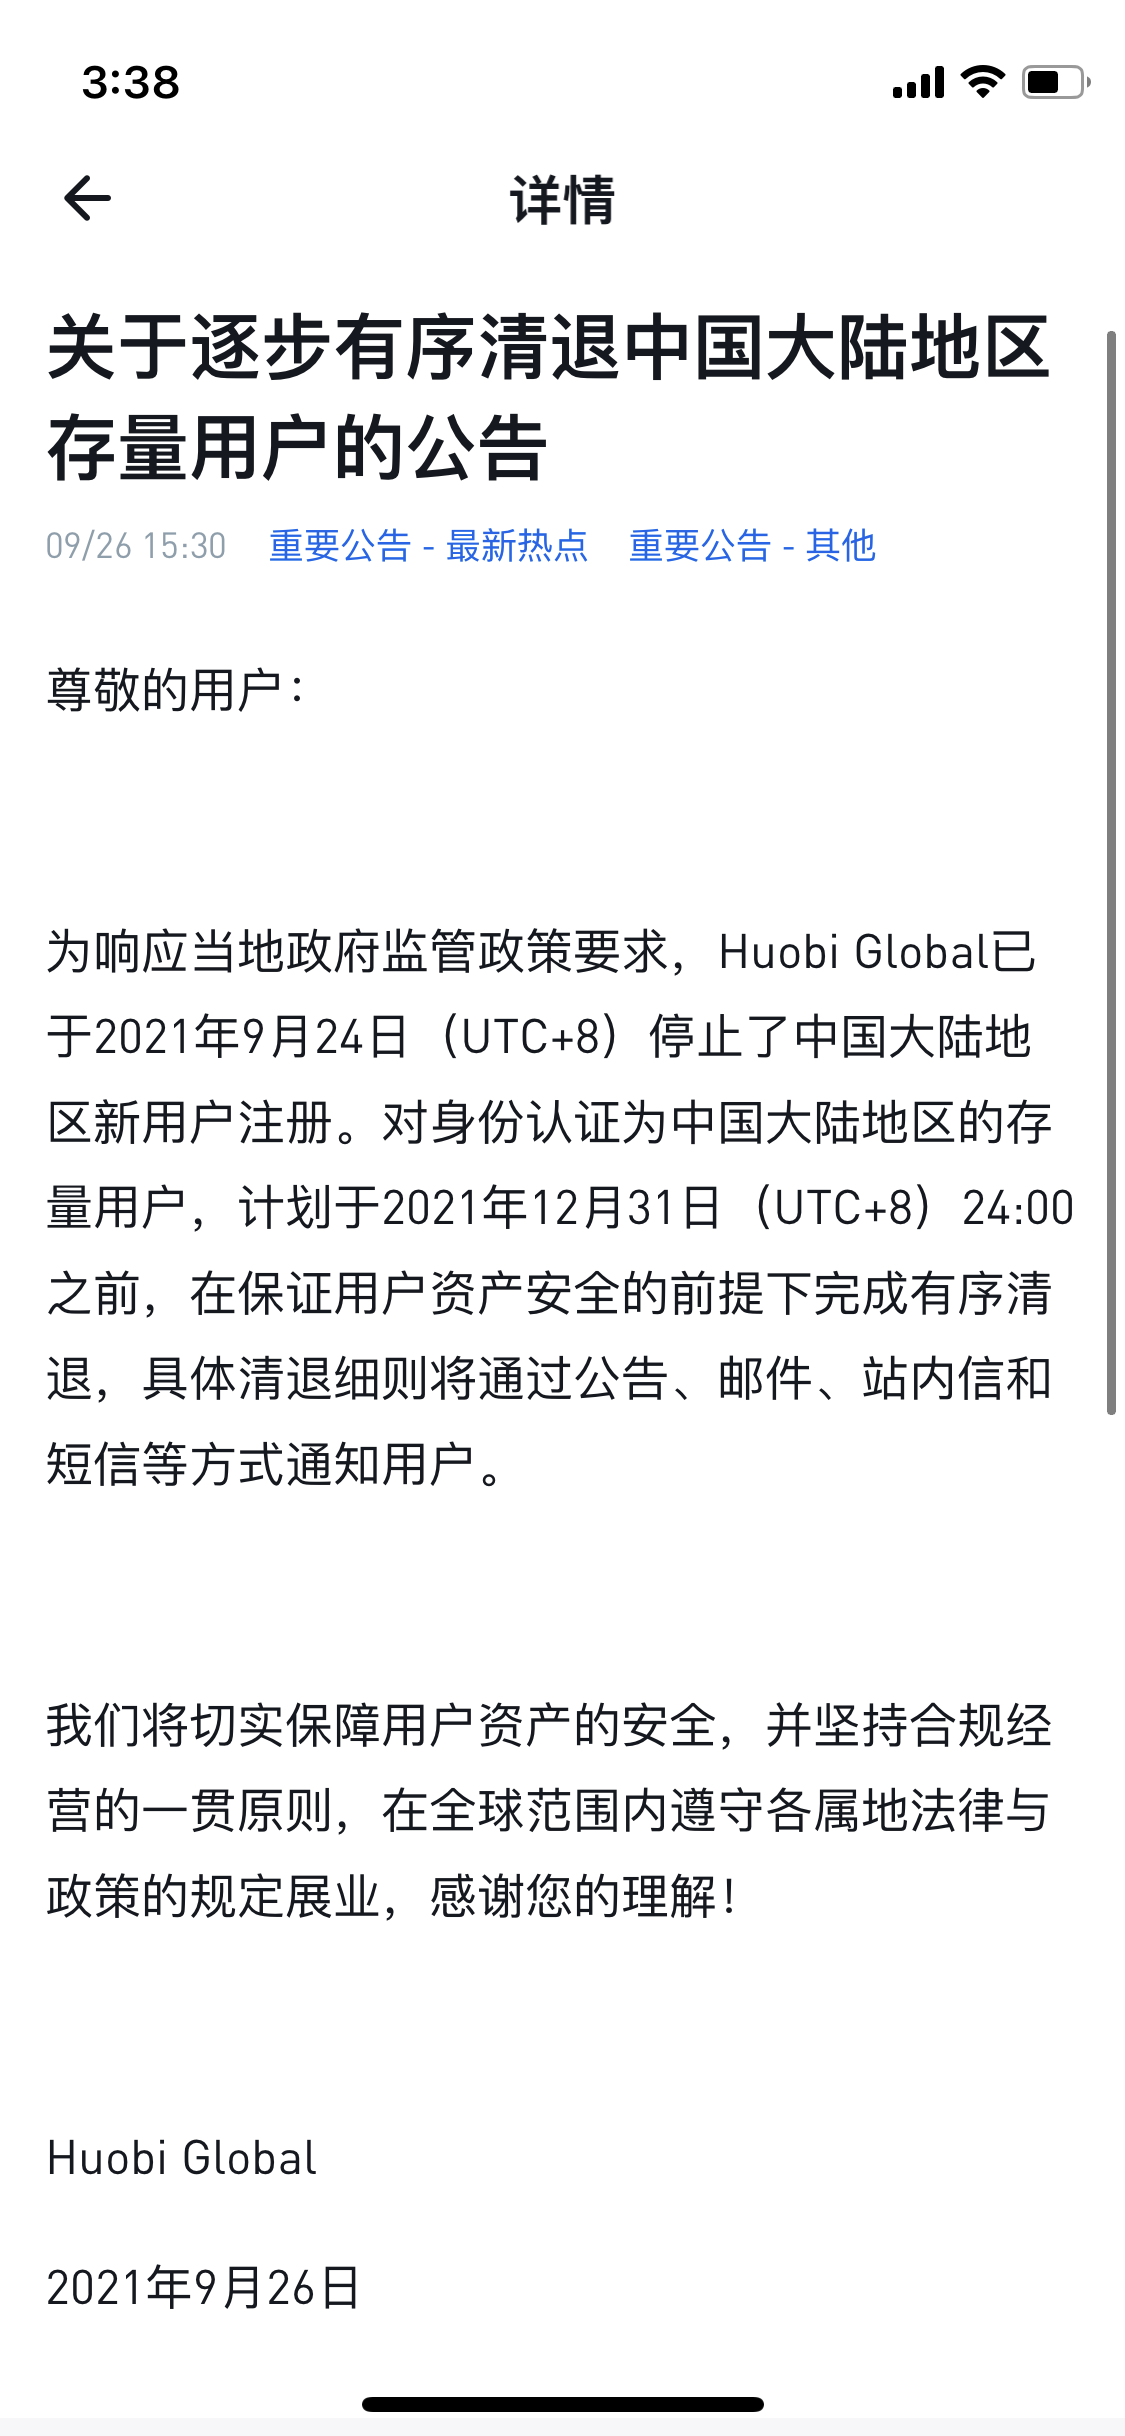 3:38
详情
关于逐步有序清退中国大陆地区
存量用户的公告
09/26 15:30 重要公告 - 最新热点 重要公告 - 其他
尊敬的用户：
为响应当地政府监管政策要求，Huobi Global已
于2021年9月24日（UTC+8）停止了中国大陆地
区新用户注册。对身份认证为中国大陆地区的存
量用户，计划于2021年12月31日（UTC+8）24:00
之前，在保证用户资产安全的前提下完成有序清
退，具体清退细则将通过公告、邮件、站内信和
短信等方式通知用户。
我们将切实保障用户资产的安全，并坚持合规经
营的一贯原则，在全球范围内遵守各属地法律与
政策的规定展业，感谢您的理解！
Huobi Global
2021年9月26日